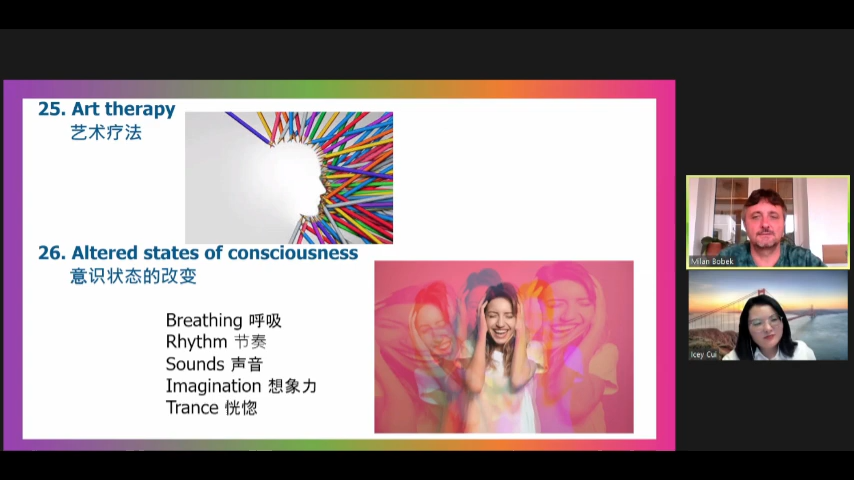 25. Art therapy
艺术疗法
26. Altered states of consciousness
意识状态的改变
Breathing 呼吸
Rhythm 节奏
Sounds 声音
Imagination 想象力
Trance 恍惚
Milan Bobek
Icey Cui